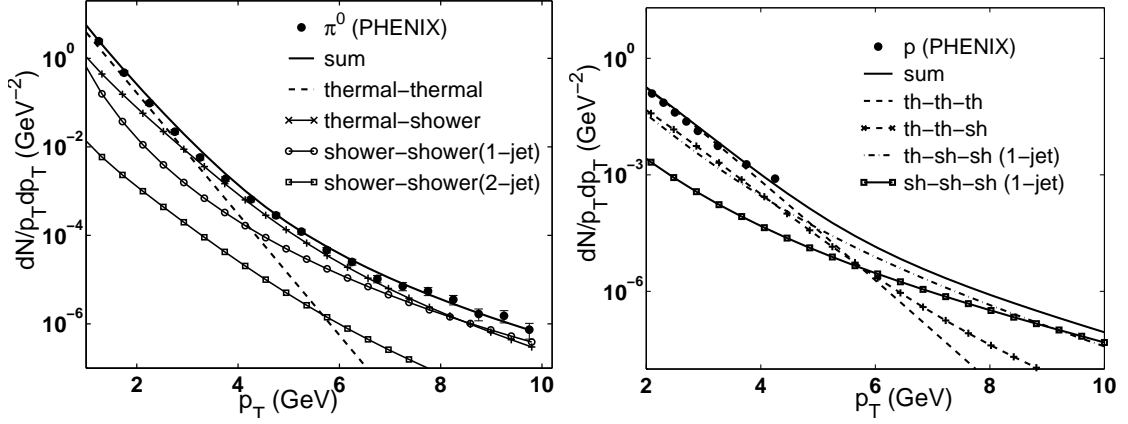 π⁰ (PHENIX)
sum
thermal−thermal
thermal−shower
shower−shower(1−jet)
shower−shower(2−jet)
dN/p_T dp_T (GeV⁻²)
10⁰
10⁻²
10⁻⁴
10⁻⁶
2 4 6 8 10
p_T (GeV)
p (PHENIX)
sum
th−th−th
th−th−sh
th−sh−sh (1−jet)
sh−sh−sh (1−jet)
dN/p_T dp_T (GeV⁻²)
10⁰
10⁻³
10⁻⁶
2 4 6 8 10
p_T (GeV)